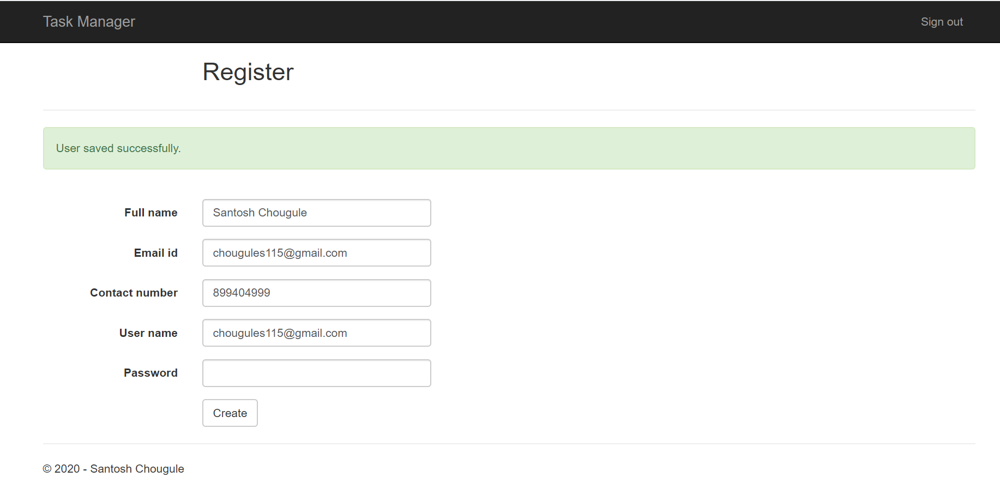 Task Manager Sign out
Register
User saved successfully.
Full name Santosh Chougule
Email id chougules115@gmail.com
Contact number 899404999
User name chougules115@gmail.com
Password
Create
© 2020 - Santosh Chougule